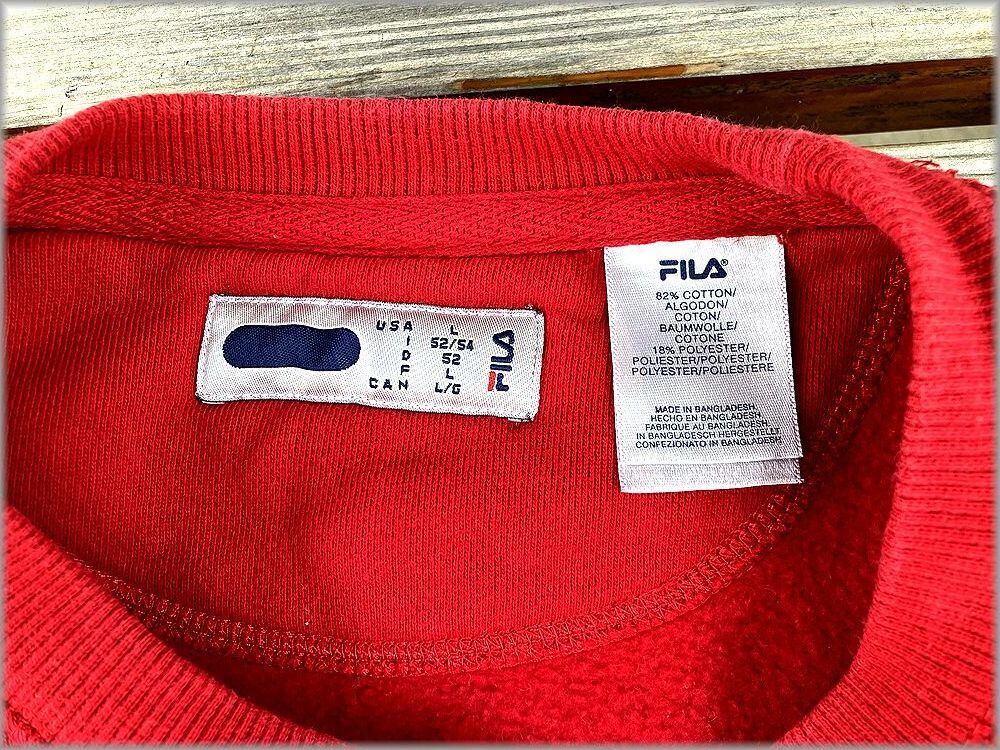 USA L
I 52/54
D 52
F L
CAN L/G
FILA
FILA®
82% COTTON/
ALGODON/
COTON/
BAUMWOLLE/
COTONE
18% POLYESTER/
POLIESTER/POLYESTER/
POLYESTER/POLIESTERE
MADE IN BANGLADESH
HECHO EN BANGLADESH
FABRIQUE AU BANGLADESH
IN BANGLADESCH HERGESTELLT
CONFEZIONATO IN BANGLADESH